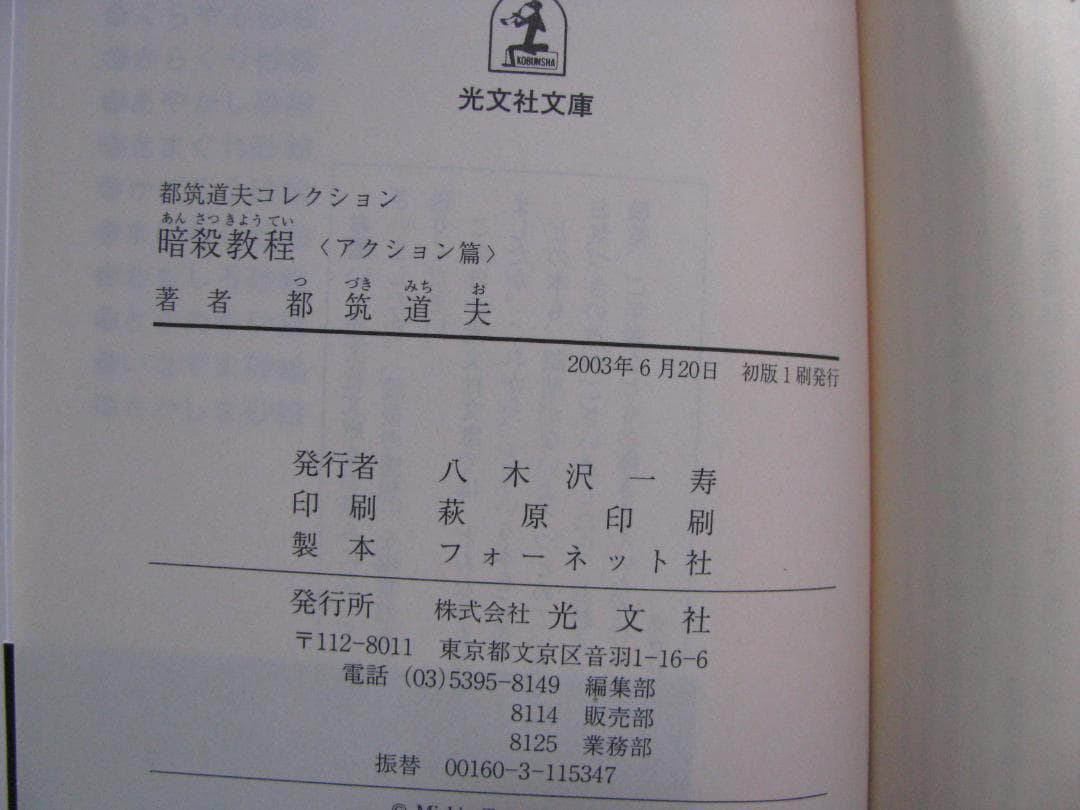 KOBUNSHA
光文社文庫
都筑道夫コレクション
あん さつ きよう てい
暗殺教程〈アクション篇〉
つ づき みち お
著者 都筑道夫
2003年6月20日 初版1刷発行
発行者 八木沢一寿
印刷 萩原印刷
製本 フォーネット社
発行所 株式会社 光文社
〒112-8011 東京都文京区音羽1-16-6
電話 (03)5395-8149 編集部
8114 販売部
8125 業務部
振替 00160-3-115347